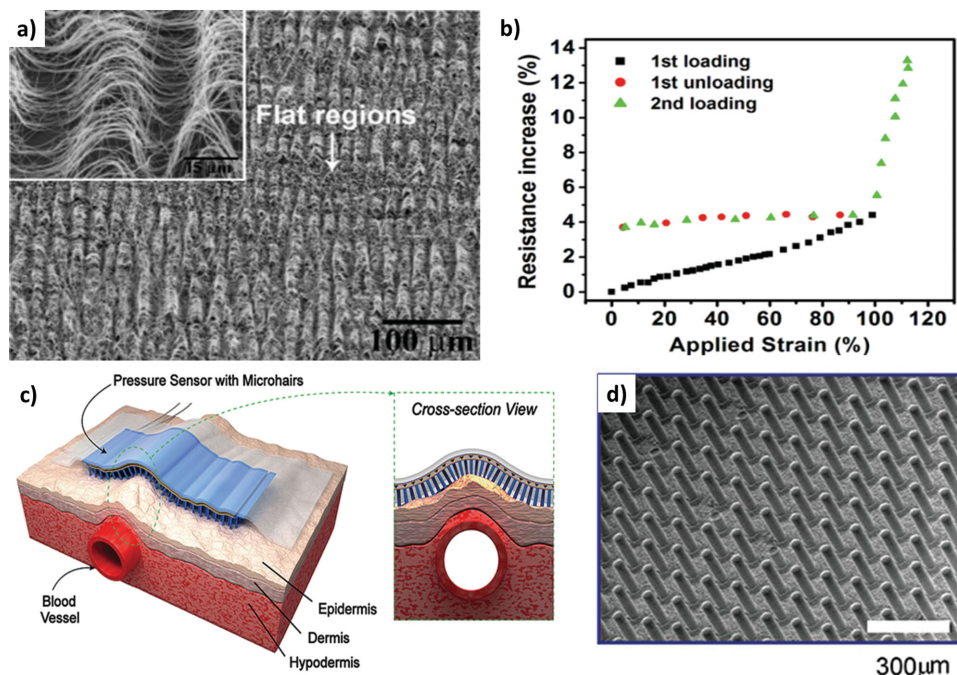 a)
15 μm
Flat regions
100 μm
b)
Resistance increase (%)
14
12
10
8
6
4
2
0
1st loading
1st unloading
2nd loading
0 20 40 60 80 100 120
Applied Strain (%)
c)
Pressure Sensor with Microhairs
Cross-section View
Blood
Vessel
Epidermis
Dermis
Hypodermis
d)
300μm